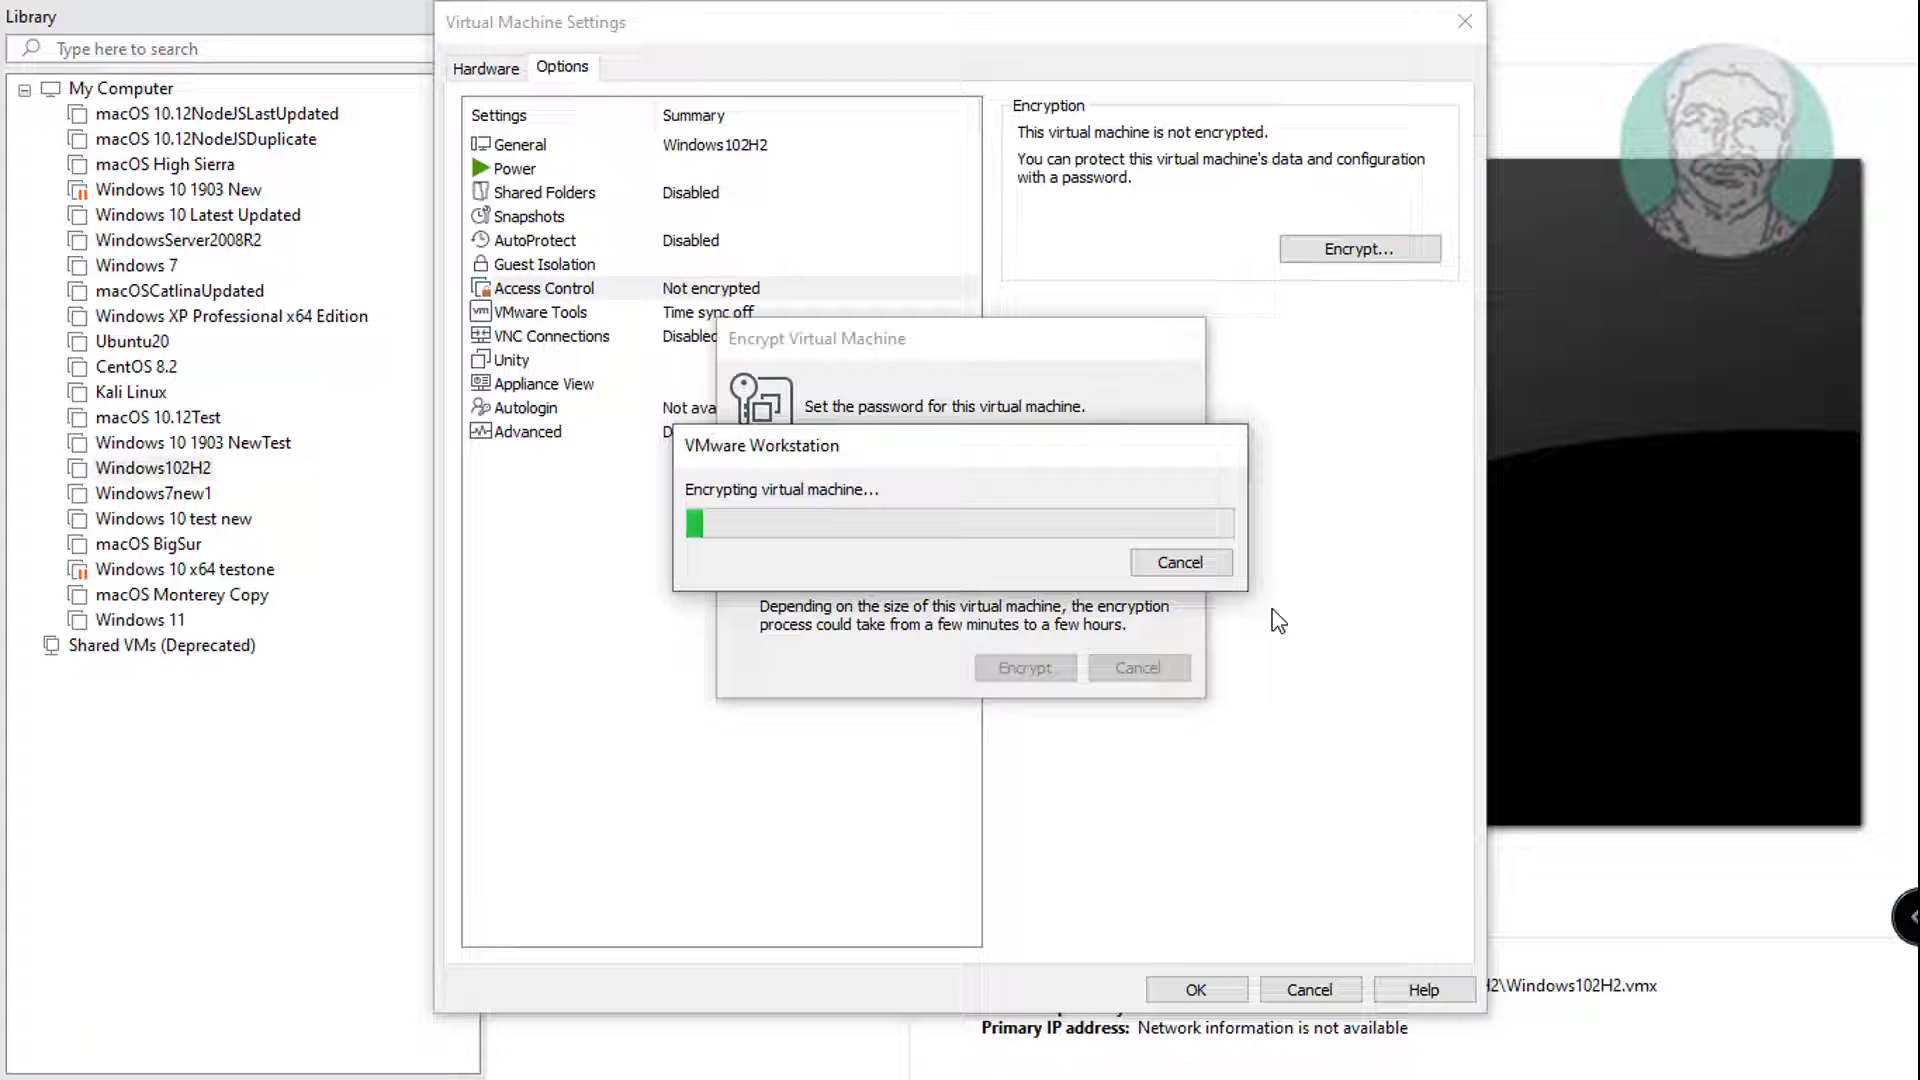 Library
Type here to search
My Computer
macOS 10.12NodeJSLastUpdated
macOS 10.12NodeJSDuplicate
macOS High Sierra
Windows 10 1903 New
Windows 10 Latest Updated
WindowsServer2008R2
Windows 7
macOSCatlinaUpdated
Windows XP Professional x64 Edition
Ubuntu20
CentOS 8.2
Kali Linux
macOS 10.12Test
Windows 10 1903 NewTest
Windows102H2
Windows7new1
Windows 10 test new
macOS BigSur
Windows 10 x64 testone
macOS Monterey Copy
Windows 11
Shared VMs (Deprecated)
Virtual Machine Settings
Hardware
Options
Settings Summary
General Windows102H2
Power
Shared Folders Disabled
Snapshots
AutoProtect Disabled
Guest Isolation
Access Control Not encrypted
vm VMware Tools Time sync off
VNC Connections Disabled
Unity
Appliance View
Autologin Not ava
Advanced D
Encryption
This virtual machine is not encrypted.
You can protect this virtual machine's data and configuration
with a password.
Encrypt...
Encrypt Virtual Machine
Set the password for this virtual machine.
VMware Workstation
Encrypting virtual machine...
Cancel
Depending on the size of this virtual machine, the encryption
process could take from a few minutes to a few hours.
Encrypt Cancel
OK Cancel Help
H2\Windows102H2.vmx
Primary IP address: Network information is not available